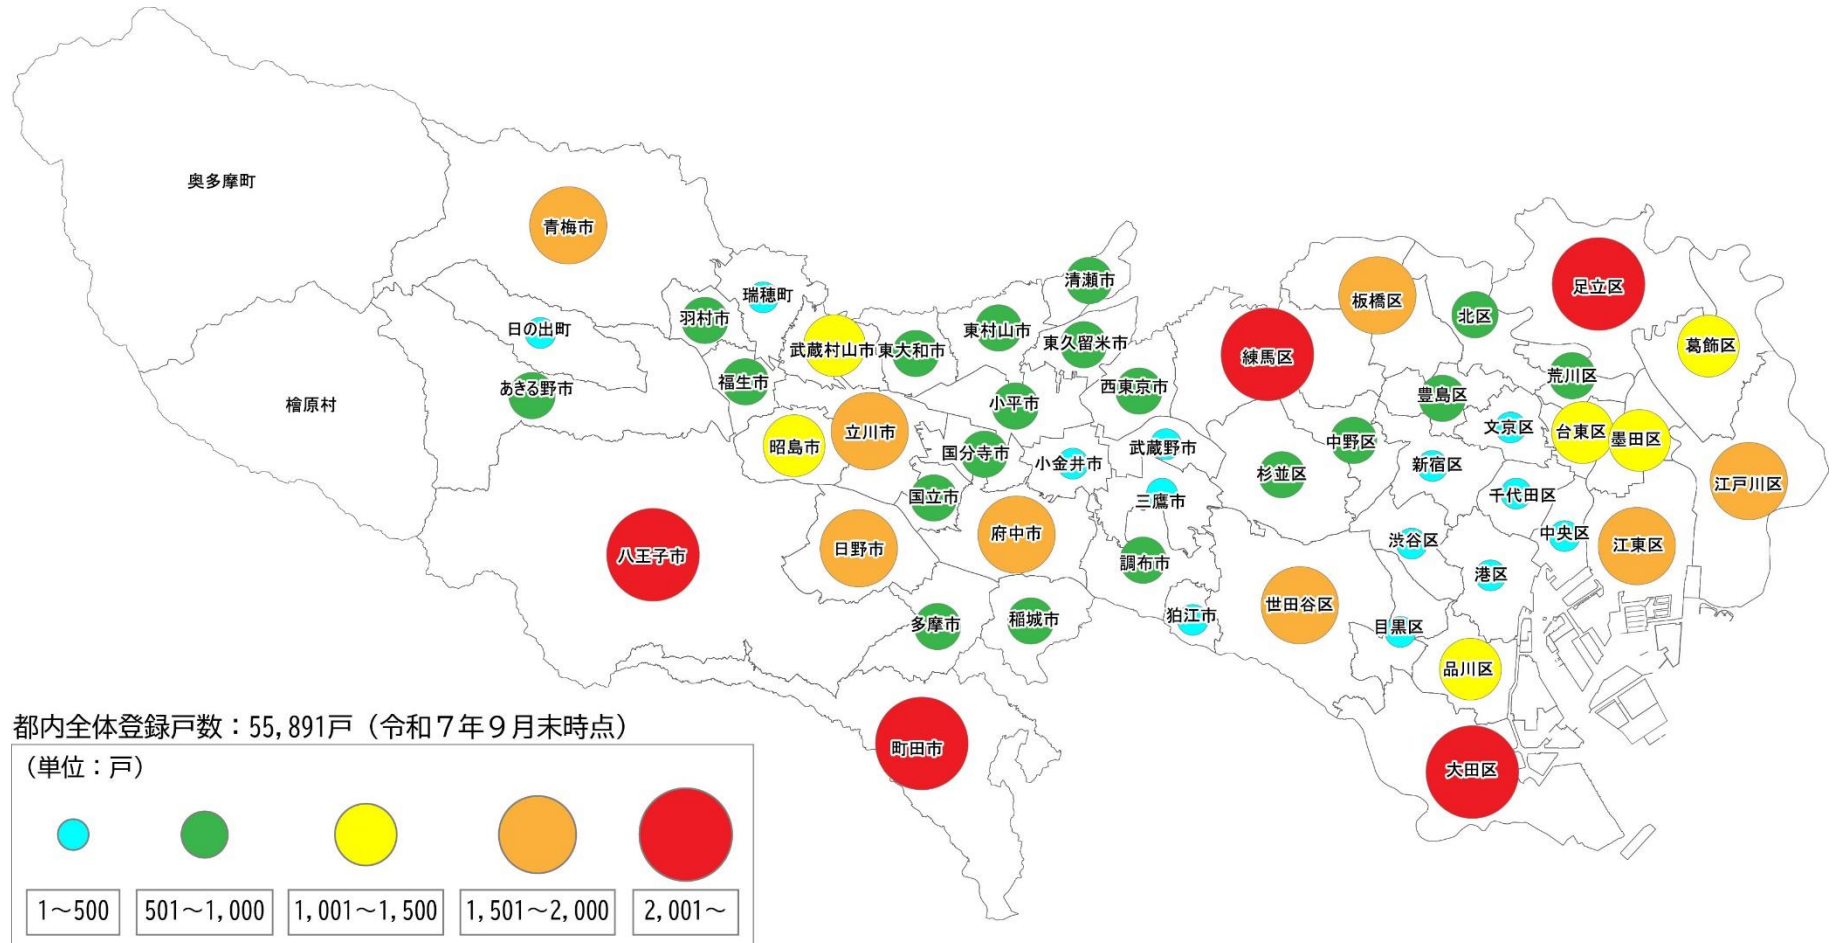 奥多摩町
青梅市
清瀬市
足立区
瑞穂町
板橋区
羽村市
東村山市
北区
日の出町
武蔵村山市
東大和市
東久留米市
練馬区
葛飾区
あきる野市
福生市
西東京市
荒川区
檜原村
小平市
豊島区
昭島市
立川市
国分寺市
小金井市
武蔵野市
中野区
文京区
台東区
墨田区
杉並区
新宿区
江戸川区
国立市
三鷹市
千代田区
八王子市
日野市
府中市
調布市
渋谷区
中央区
江東区
港区
多摩市
稲城市
狛江市
世田谷区
目黒区
品川区
町田市
大田区
都内全体登録戸数：55,891戸（令和７年９月末時点）
（単位：戸）
1～500
501～1,000
1,001～1,500
1,501～2,000
2,001～